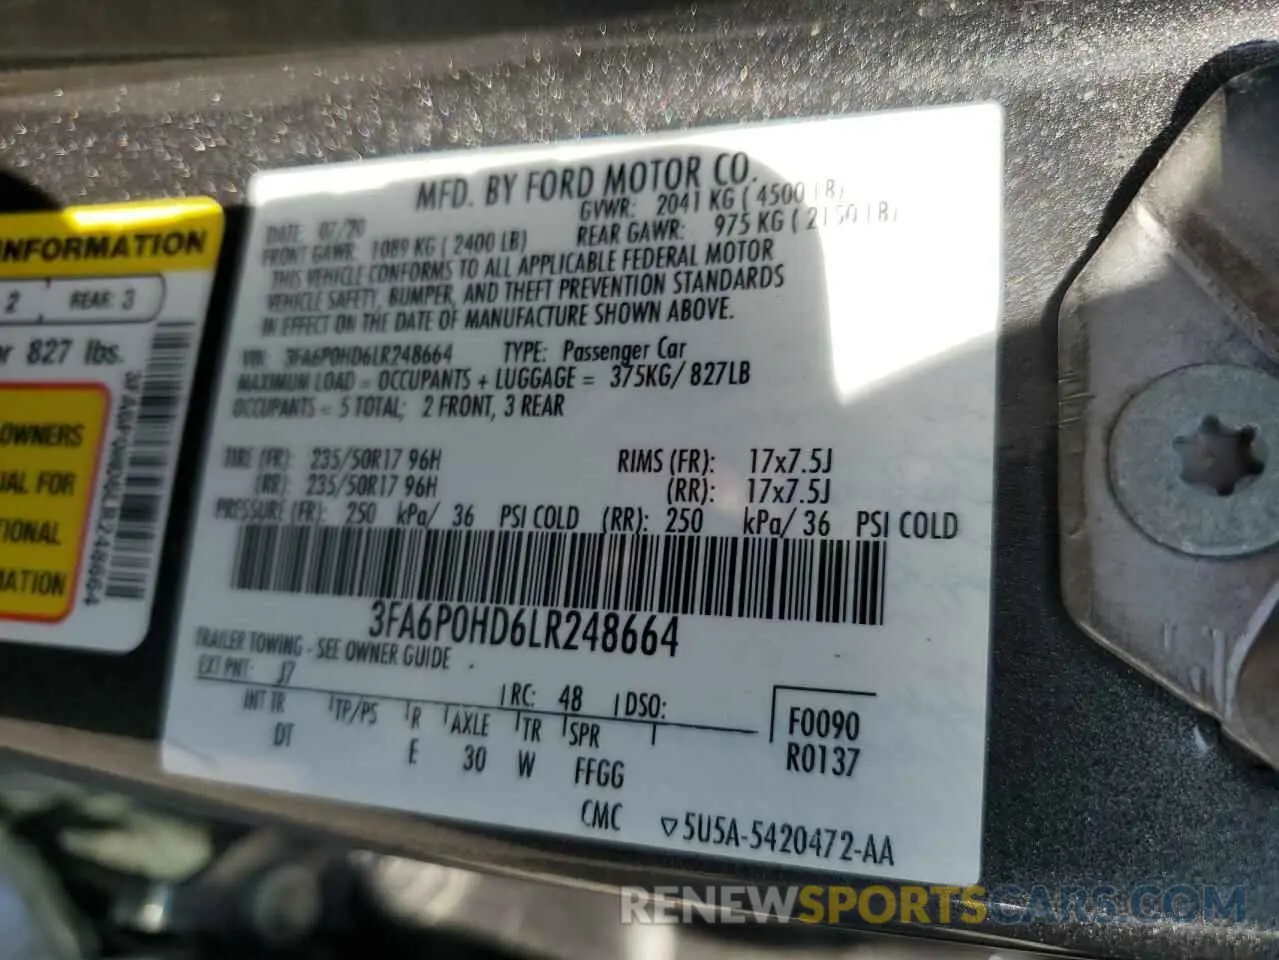 MFD. BY FORD MOTOR CO.
DATE: 07/20 GVWR: 2041 KG ( 4500 LB)
FRONT GAWR: 1089 KG ( 2400 LB) REAR GAWR: 975 KG ( 2150 LB)
THIS VEHICLE CONFORMS TO ALL APPLICABLE FEDERAL MOTOR
VEHICLE SAFETY, BUMPER, AND THEFT PREVENTION STANDARDS
IN EFFECT ON THE DATE OF MANUFACTURE SHOWN ABOVE.
VIN: 3FA6P0HD6LR248664 TYPE: Passenger Car
MAXIMUM LOAD = OCCUPANTS + LUGGAGE = 375KG/ 827LB
OCCUPANTS = 5 TOTAL; 2 FRONT, 3 REAR
TIRE (FR): 235/50R17 96H RIMS (FR): 17x7.5J
(RR): 235/50R17 96H (RR): 17x7.5J
PRESSURE (FR): 250 kPa/ 36 PSI COLD (RR): 250 kPa/ 36 PSI COLD
3FA6P0HD6LR248664
TRAILER TOWING - SEE OWNER GUIDE
EXT PNT: J7 RC: 48 DSO:
INT TR TP/PS R AXLE TR SPR F0090
DT E 30 W FFGG R0137
CMC ▽5U5A-5420472-AA
INFORMATION
2 REAR: 3
or 827 lbs.
3FA6P0HD6LR248664
OWNERS
UAL FOR
TIONAL
MATION
RENEWSPORTSCARS.COM